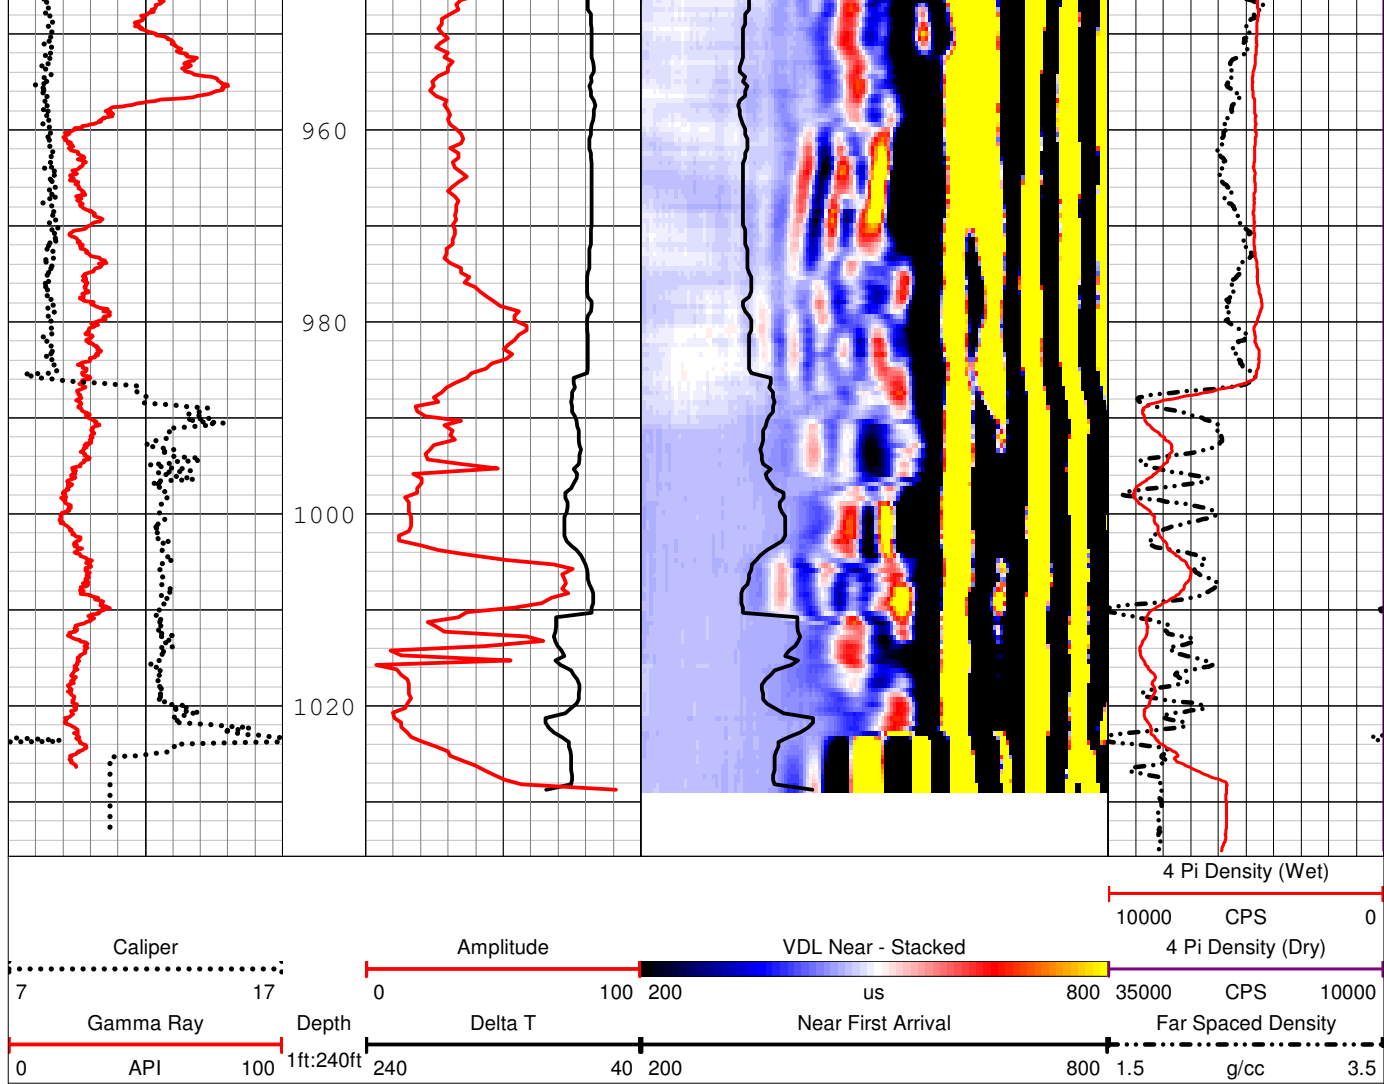 960
980
1000
1020
4 Pi Density (Wet)
10000 CPS 0
Caliper Amplitude VDL Near - Stacked 4 Pi Density (Dry)
7 17 0 100 200 us 800 35000 CPS 10000
Gamma Ray Depth Delta T Near First Arrival Far Spaced Density
0 API 100 1ft:240ft 240 40 200 800 1.5 g/cc 3.5